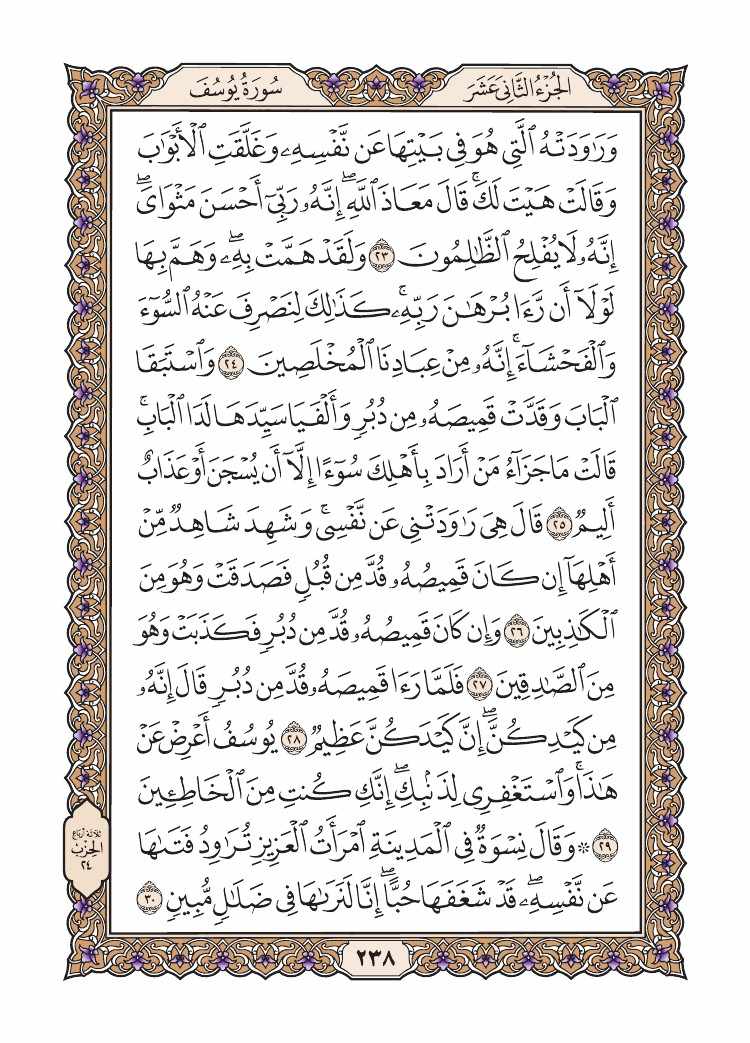 الجُزْءُ الثَّانِي عَشَرَ
سُورَةُ يُوسُفَ
وَرَٰوَدَتْهُ ٱلَّتِى هُوَ فِى بَيْتِهَا عَن نَّفْسِهِۦ وَغَلَّقَتِ ٱلْأَبْوَٰبَ
وَقَالَتْ هَيْتَ لَكَ ۚ قَالَ مَعَاذَ ٱللَّهِ ۖ إِنَّهُۥ رَبِّىٓ أَحْسَنَ مَثْوَاىَ ۖ
إِنَّهُۥ لَا يُفْلِحُ ٱلظَّٰلِمُونَ ٢٣ وَلَقَدْ هَمَّتْ بِهِۦ ۖ وَهَمَّ بِهَا
لَوْلَآ أَن رَّءَا بُرْهَٰنَ رَبِّهِۦ ۚ كَذَٰلِكَ لِنَصْرِفَ عَنْهُ ٱلسُّوٓءَ
وَٱلْفَحْشَآءَ ۚ إِنَّهُۥ مِنْ عِبَادِنَا ٱلْمُخْلَصِينَ ٢٤ وَٱسْتَبَقَا
ٱلْبَابَ وَقَدَّتْ قَمِيصَهُۥ مِن دُبُرٍ وَأَلْفَيَا سَيِّدَهَا لَدَا ٱلْبَابِ ۚ
قَالَتْ مَا جَزَآءُ مَنْ أَرَادَ بِأَهْلِكَ سُوٓءًا إِلَّآ أَن يُسْجَنَ أَوْ عَذَابٌ
أَلِيمٌ ٢٥ قَالَ هِىَ رَٰوَدَتْنِى عَن نَّفْسِى ۚ وَشَهِدَ شَاهِدٌ مِّنْ
أَهْلِهَآ إِن كَانَ قَمِيصُهُۥ قُدَّ مِن قُبُلٍ فَصَدَقَتْ وَهُوَ مِنَ
ٱلْكَٰذِبِينَ ٢٦ وَإِن كَانَ قَمِيصُهُۥ قُدَّ مِن دُبُرٍ فَكَذَبَتْ وَهُوَ
مِنَ ٱلصَّٰدِقِينَ ٢٧ فَلَمَّا رَءَا قَمِيصَهُۥ قُدَّ مِن دُبُرٍ قَالَ إِنَّهُۥ
مِن كَيْدِكُنَّ ۖ إِنَّ كَيْدَكُنَّ عَظِيمٌ ٢٨ يُوسُفُ أَعْرِضْ عَنْ
هَٰذَا ۚ وَٱسْتَغْفِرِى لِذَنۢبِكِ ۖ إِنَّكِ كُنتِ مِنَ ٱلْخَاطِـِٔينَ
٢٩ ۞ وَقَالَ نِسْوَةٌ فِى ٱلْمَدِينَةِ ٱمْرَأَتُ ٱلْعَزِيزِ تُرَٰوِدُ فَتَىٰهَا
عَن نَّفْسِهِۦ ۖ قَدْ شَغَفَهَا حُبًّا ۖ إِنَّا لَنَرَىٰهَا فِى ضَلَٰلٍ مُّبِينٍ ٣٠
ثلاثة أرباع
الحزب
٢٤
٢٣٨